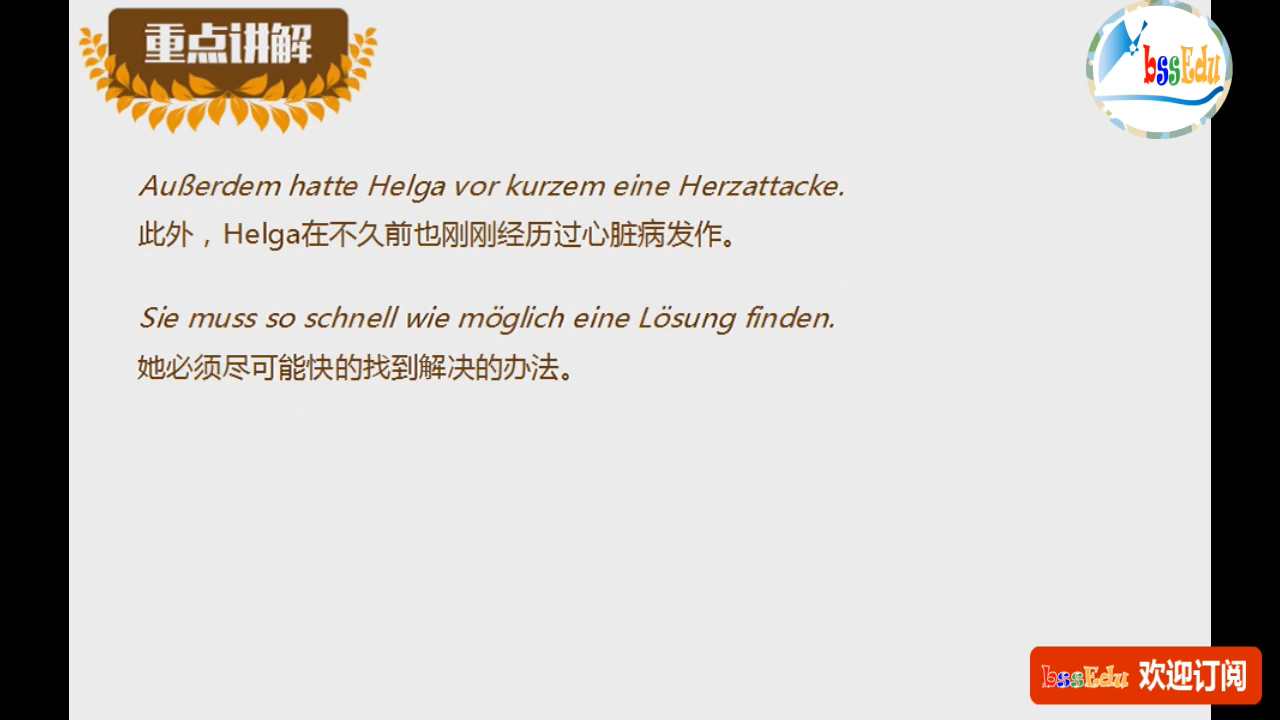 重点讲解
bssEdu
Außerdem hatte Helga vor kurzem eine Herzattacke.
此外，Helga在不久前也刚刚经历过心脏病发作。
Sie muss so schnell wie möglich eine Lösung finden.
她必须尽可能快的找到解决的办法。
bssEdu 欢迎订阅